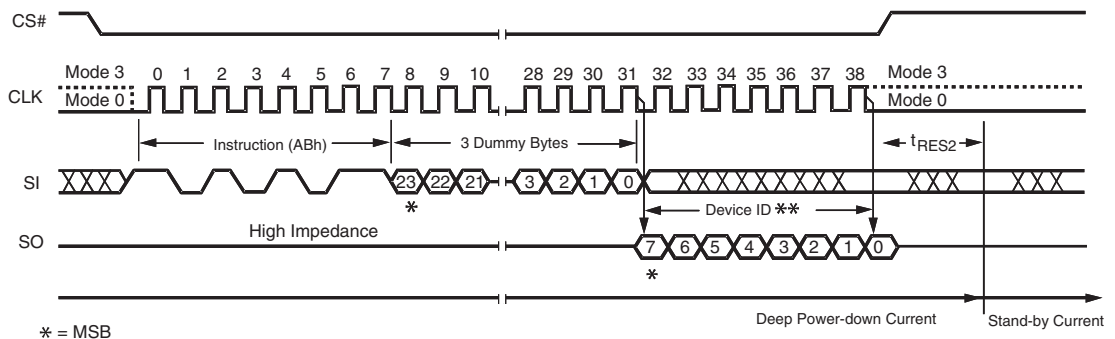 CS#
Mode 3 0 1 2 3 4 5 6 7 8 9 10 28 29 30 31 32 33 34 35 36 37 38 Mode 3
CLK Mode 0 Mode 0
Instruction (ABh) 3 Dummy Bytes tRES2
SI 23 22 21 3 2 1 0
* Device ID **
High Impedance
SO 7 6 5 4 3 2 1 0
*
Deep Power-down Current Stand-by Current
* = MSB